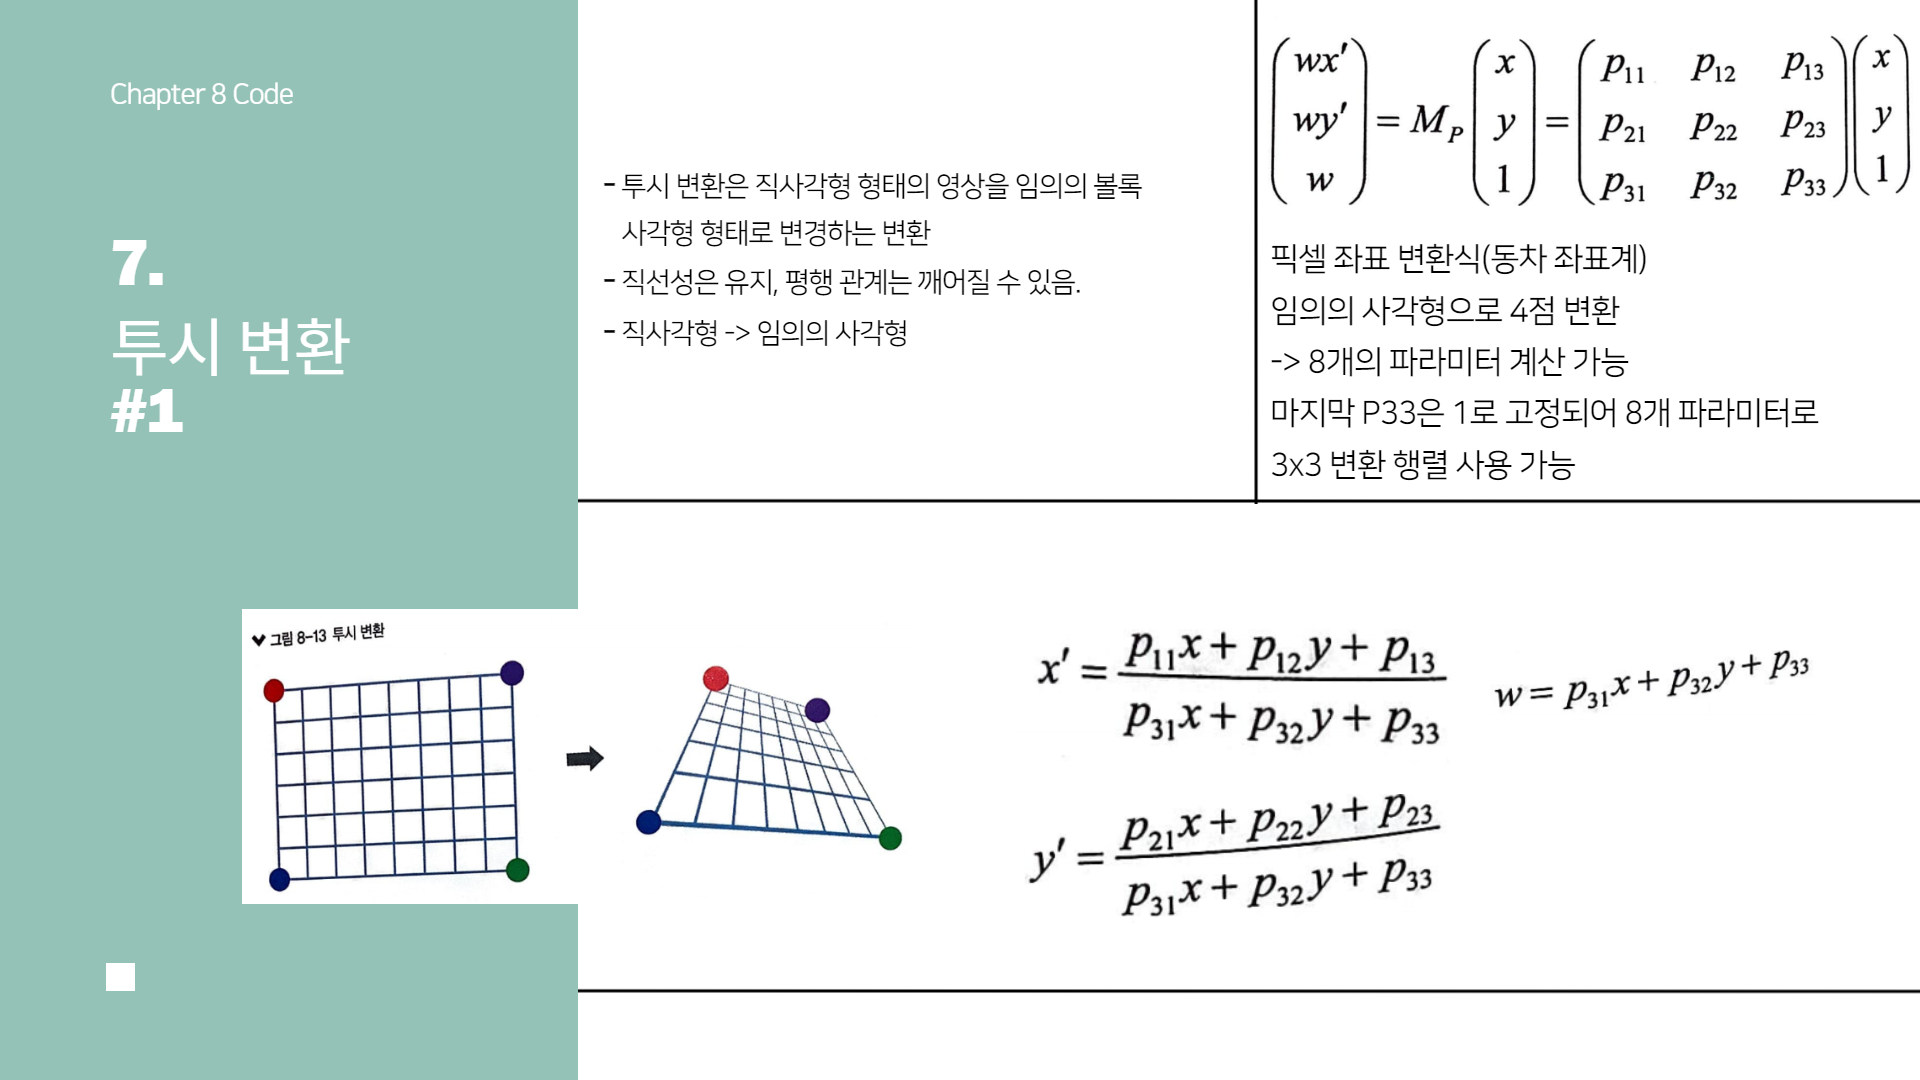 Chapter 8 Code
7.
투시 변환
#1
- 투시 변환은 직사각형 형태의 영상을 임의의 볼록
사각형 형태로 변경하는 변환
- 직선성은 유지, 평행 관계는 깨어질 수 있음.
- 직사각형 -> 임의의 사각형
(wx′ wy′ w) = M_P (x y 1) = (p₁₁ p₁₂ p₁₃ p₂₁ p₂₂ p₂₃ p₃₁ p₃₂ p₃₃) (x y 1)
픽셀 좌표 변환식(동차 좌표계)
임의의 사각형으로 4점 변환
-> 8개의 파라미터 계산 가능
마지막 P33은 1로 고정되어 8개 파라미터로
3x3 변환 행렬 사용 가능
그림 8-13 투시 변환
x′ = (p₁₁x + p₁₂y + p₁₃) / (p₃₁x + p₃₂y + p₃₃)
w = p₃₁x + p₃₂y + p₃₃
y′ = (p₂₁x + p₂₂y + p₂₃) / (p₃₁x + p₃₂y + p₃₃)